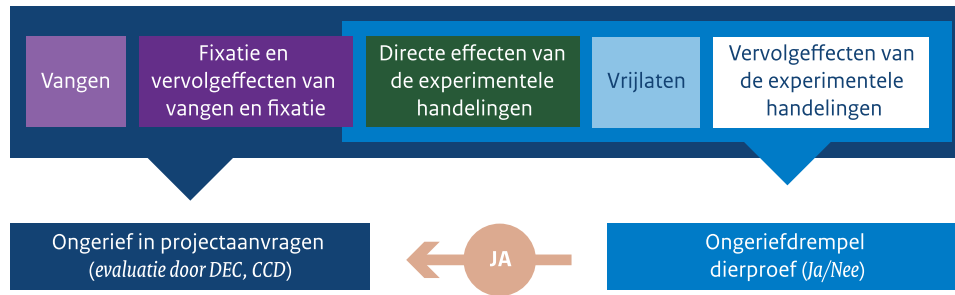 Vangen
Fixatie en
vervolgeffecten van
vangen en fixatie
Directe effecten van
de experimentele
handelingen
Vrijlaten
Vervolgeffecten van
de experimentele
handelingen
Ongerief in projectaanvragen
(evaluatie door DEC, CCD)
JA
Ongeriefdrempel
dierproef (Ja/Nee)